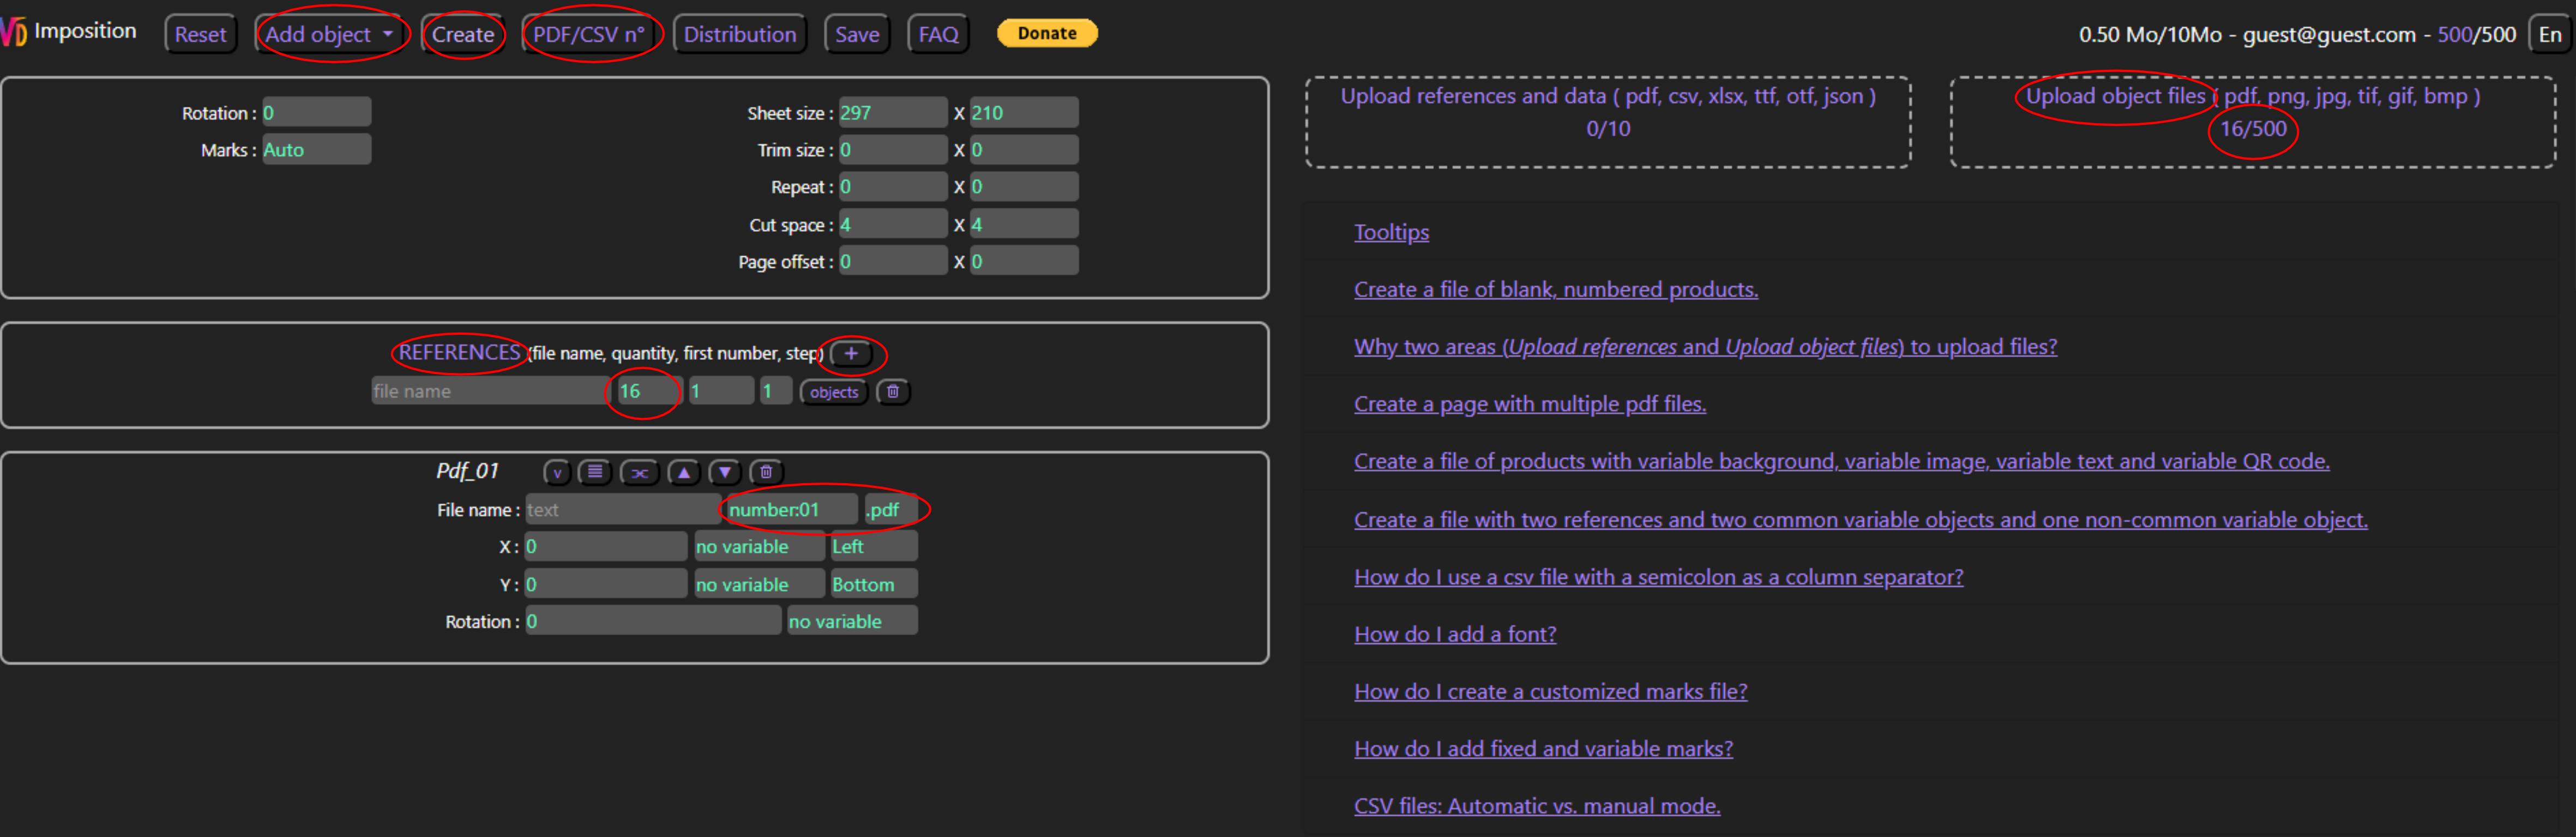 VD Imposition Reset Add object Create PDF/CSV n° Distribution Save FAQ Donate 0.50 Mo/10Mo - guest@guest.com - 500/500 En
Rotation : 0
Marks : Auto
Sheet size : 297 X 210
Trim size : 0 X 0
Repeat : 0 X 0
Cut space : 4 X 4
Page offset : 0 X 0
REFERENCES (file name, quantity, first number, step) +
file name 16 1 1 objects
Pdf_01 v
File name : text number:01 .pdf
X : 0 no variable Left
Y : 0 no variable Bottom
Rotation : 0 no variable
Upload references and data ( pdf, csv, xlsx, ttf, otf, json )
0/10
Upload object files ( pdf, png, jpg, tif, gif, bmp )
16/500
Tooltips
Create a file of blank, numbered products.
Why two areas (Upload references and Upload object files) to upload files?
Create a page with multiple pdf files.
Create a file of products with variable background, variable image, variable text and variable QR code.
Create a file with two references and two common variable objects and one non-common variable object.
How do I use a csv file with a semicolon as a column separator?
How do I add a font?
How do I create a customized marks file?
How do I add fixed and variable marks?
CSV files: Automatic vs. manual mode.